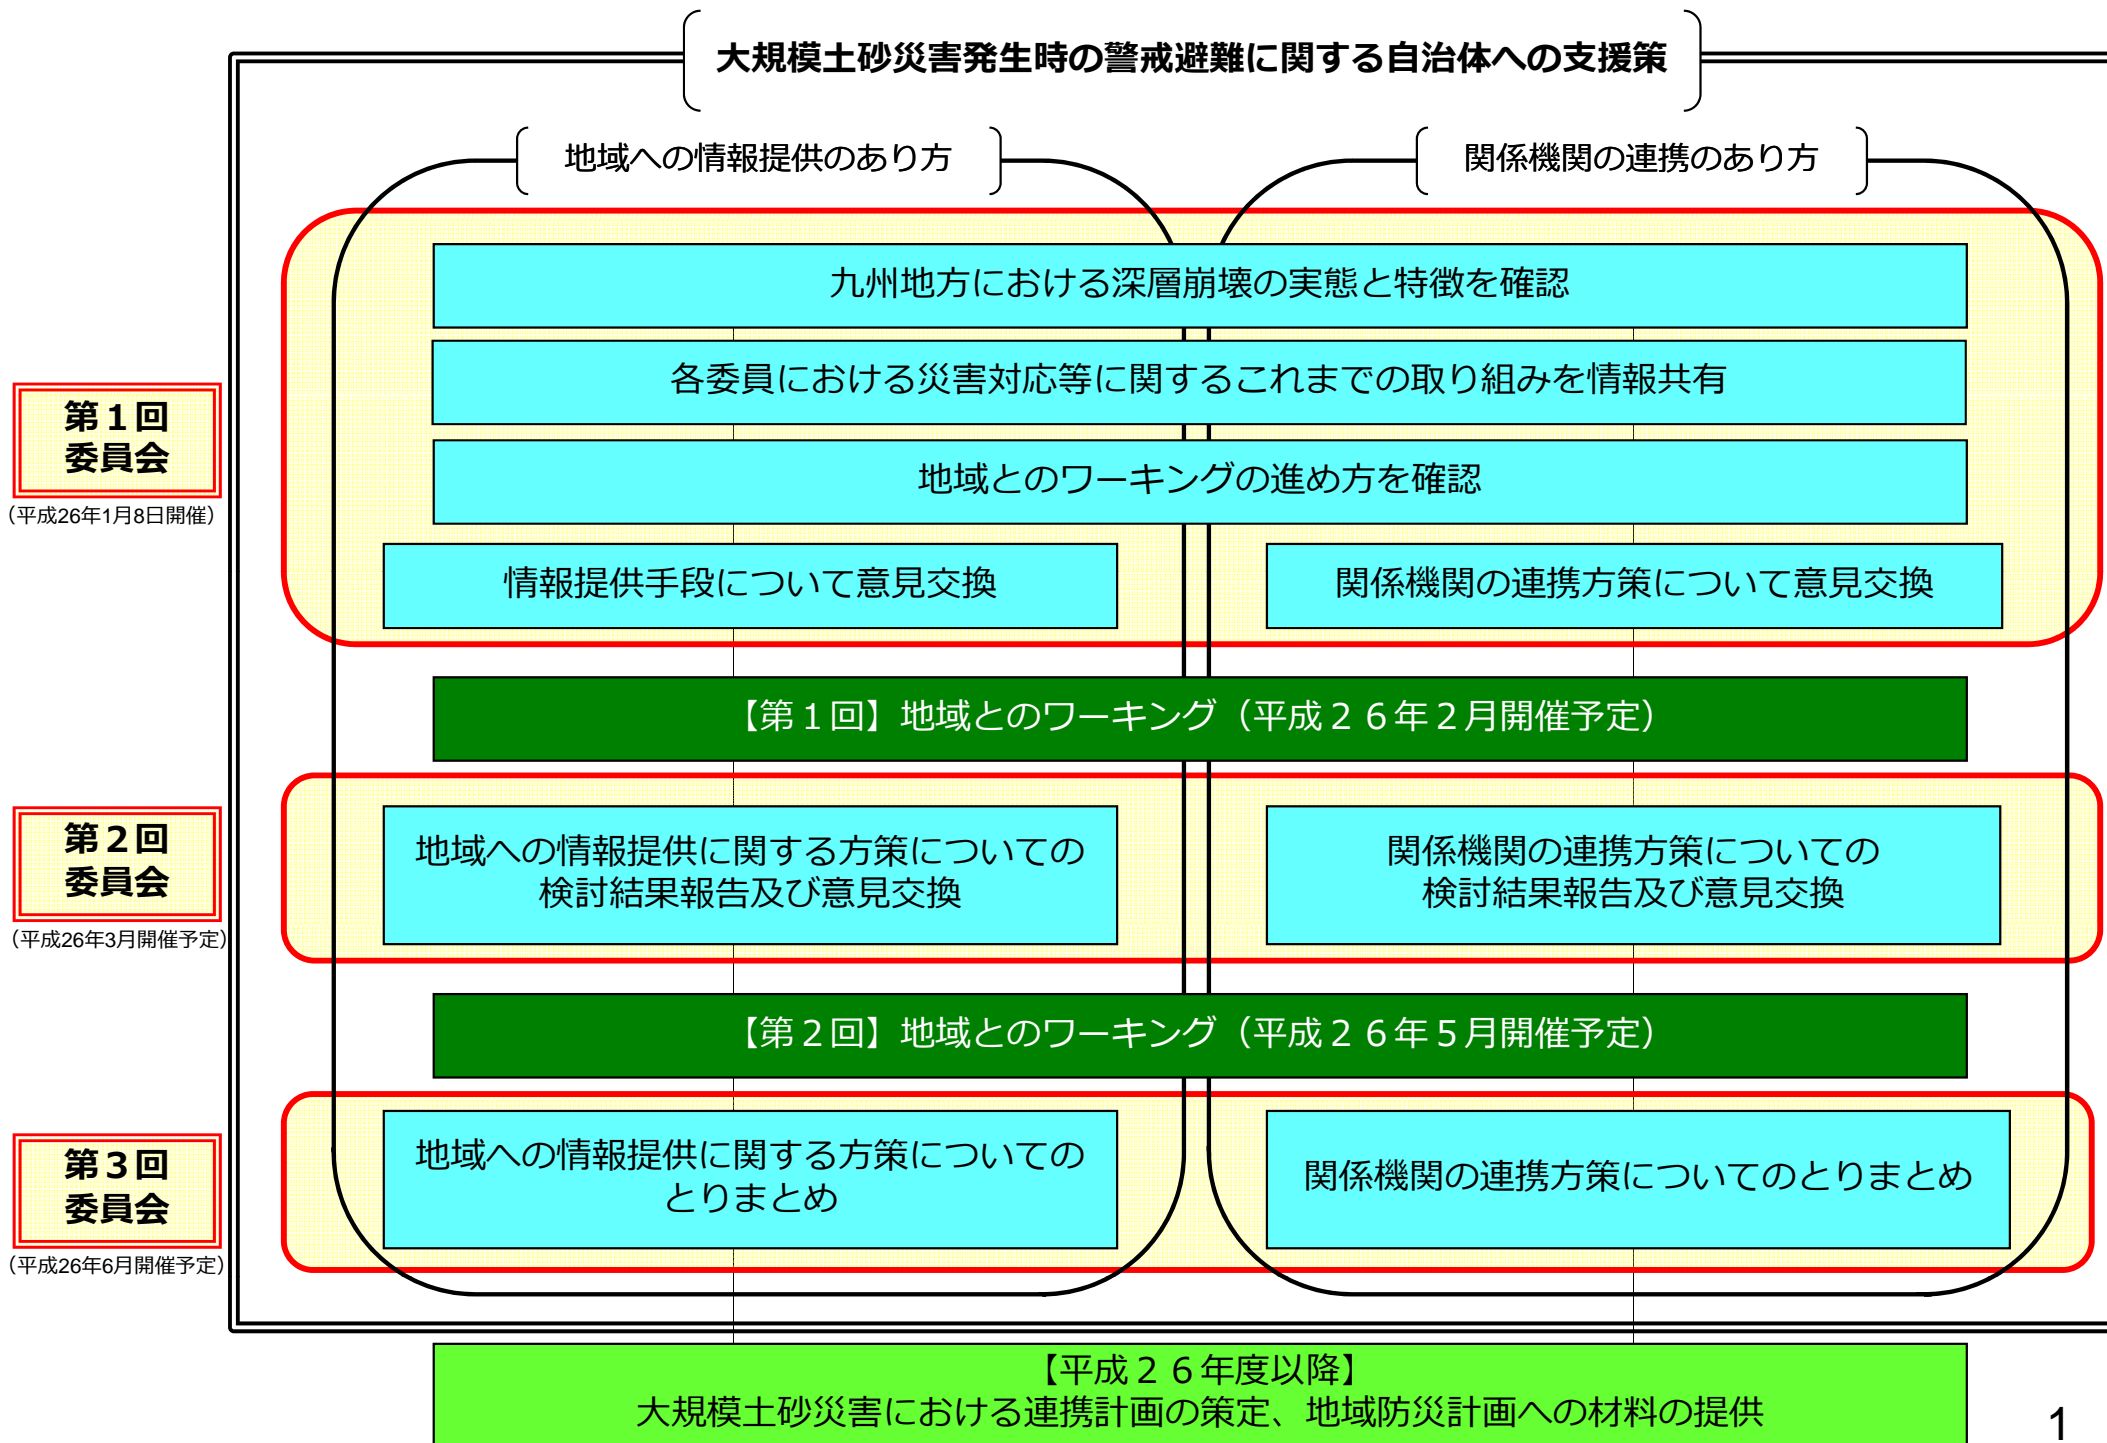 大規模土砂災害発生時の警戒避難に関する自治体への支援策
地域への情報提供のあり方
関係機関の連携のあり方
九州地方における深層崩壊の実態と特徴を確認
各委員における災害対応等に関するこれまでの取り組みを情報共有
第１回
委員会
（平成26年1月8日開催）
地域とのワーキングの進め方を確認
情報提供手段について意見交換
関係機関の連携方策について意見交換
【第１回】地域とのワーキング（平成２６年２月開催予定）
第２回
委員会
（平成26年3月開催予定）
地域への情報提供に関する方策についての
検討結果報告及び意見交換
関係機関の連携方策についての
検討結果報告及び意見交換
【第２回】地域とのワーキング（平成２６年５月開催予定）
第３回
委員会
（平成26年6月開催予定）
地域への情報提供に関する方策についての
とりまとめ
関係機関の連携方策についてのとりまとめ
【平成２６年度以降】
大規模土砂災害における連携計画の策定、地域防災計画への材料の提供
1